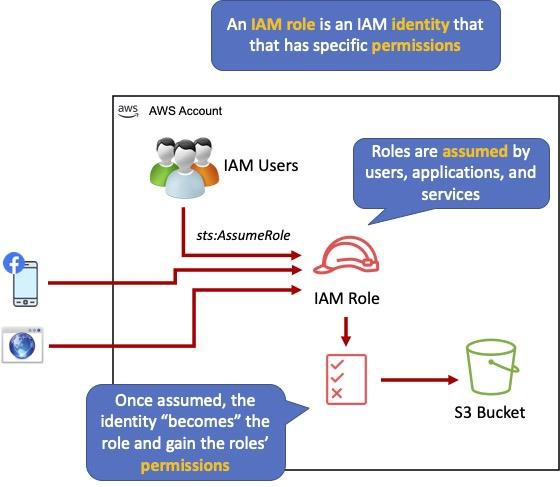 An IAM role is an IAM identity that
that has specific permissions
aws
AWS Account
IAM Users
Roles are assumed by
users, applications, and
services
sts:AssumeRole
IAM Role
Once assumed, the
identity “becomes” the
role and gain the roles’
permissions
S3 Bucket